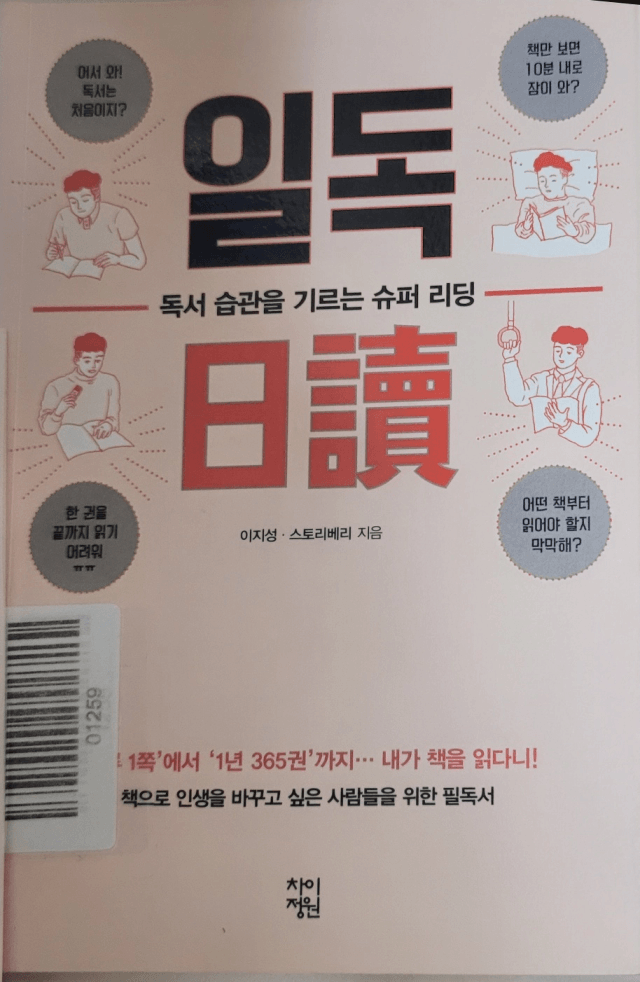 어서 와!
독서는
처음이지?
책만 보면
10분 내로
잠이 와?
일독
독서 습관을 기르는 슈퍼 리딩
日讀
한 권을
끝까지 읽기
어려워
ㅠㅠ
어떤 책부터
읽어야 할지
막막해?
이지성 · 스토리베리 지음
01259
1쪽’에서 ‘1년 365권’까지… 내가 책을 읽다니!
책으로 인생을 바꾸고 싶은 사람들을 위한 필독서
차이
정원